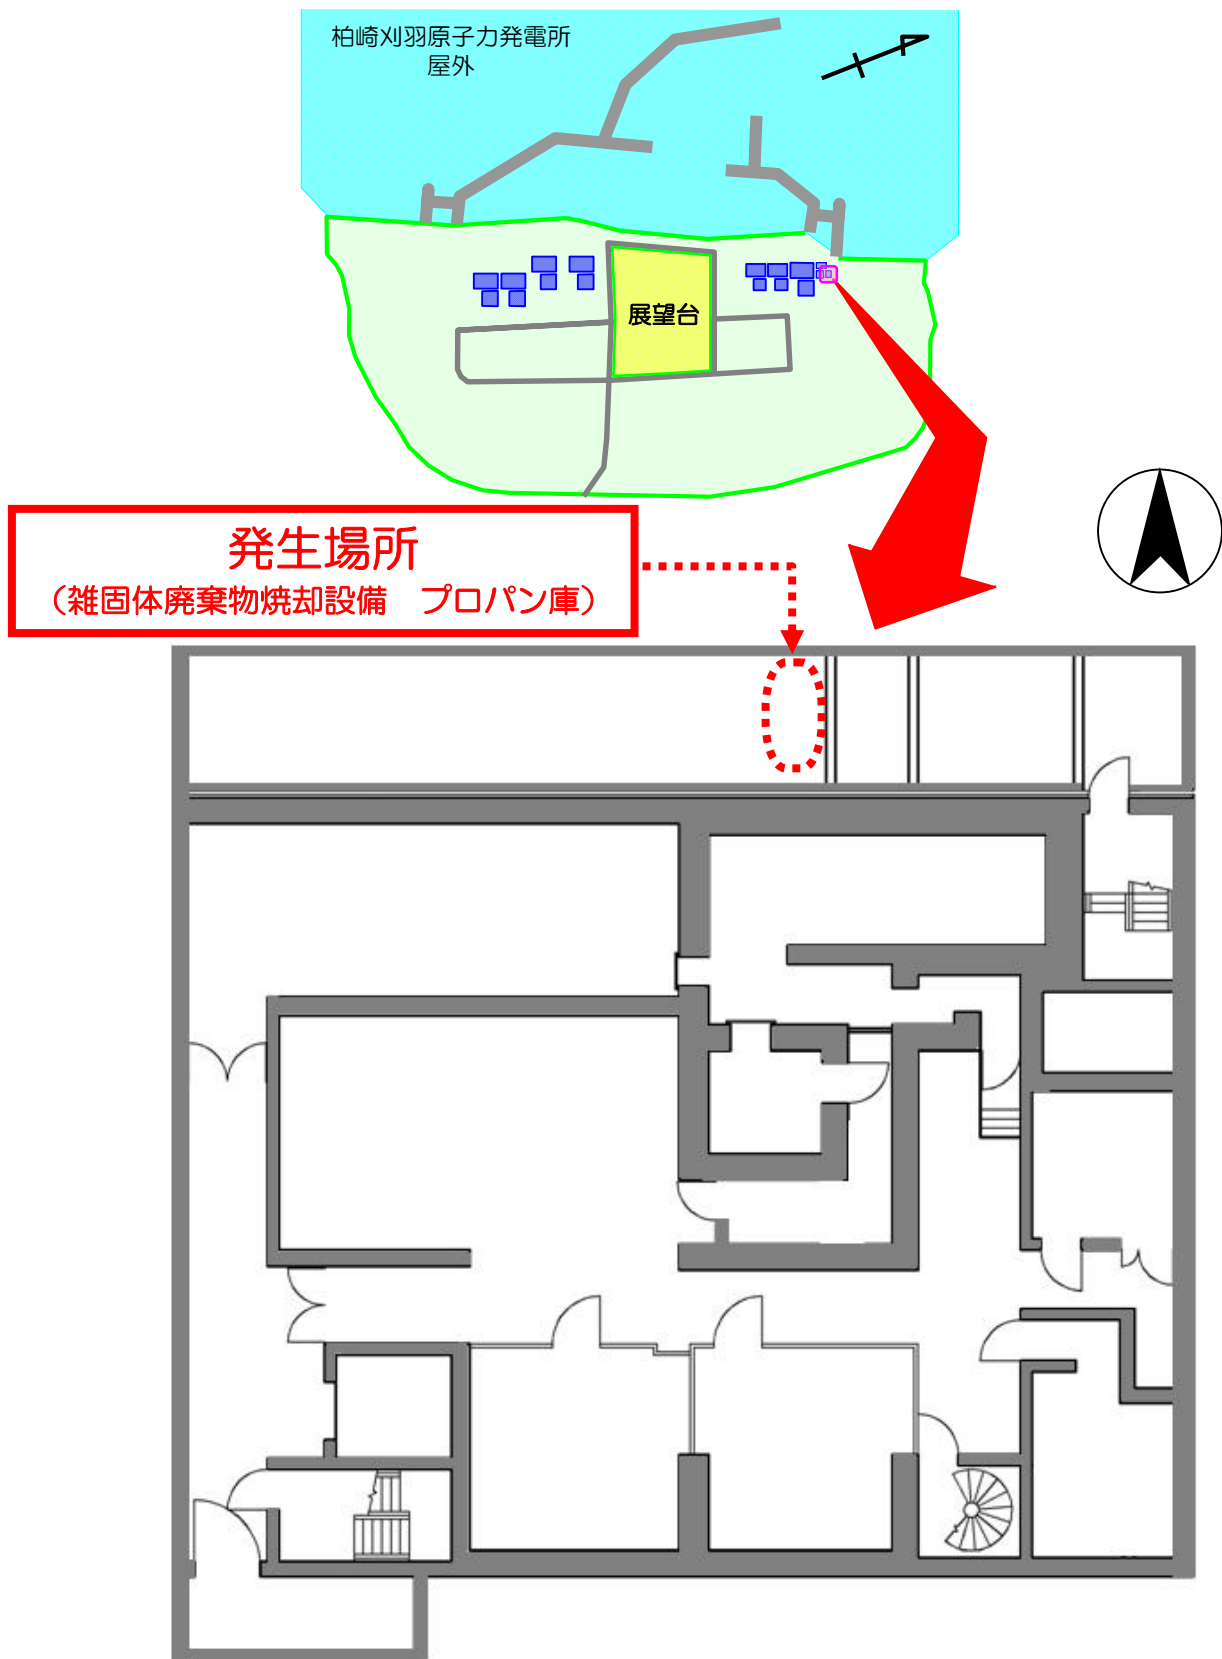 柏崎刈羽原子力発電所
屋外
展望台
発生場所
（雑固体廃棄物焼却設備　プロパン庫）